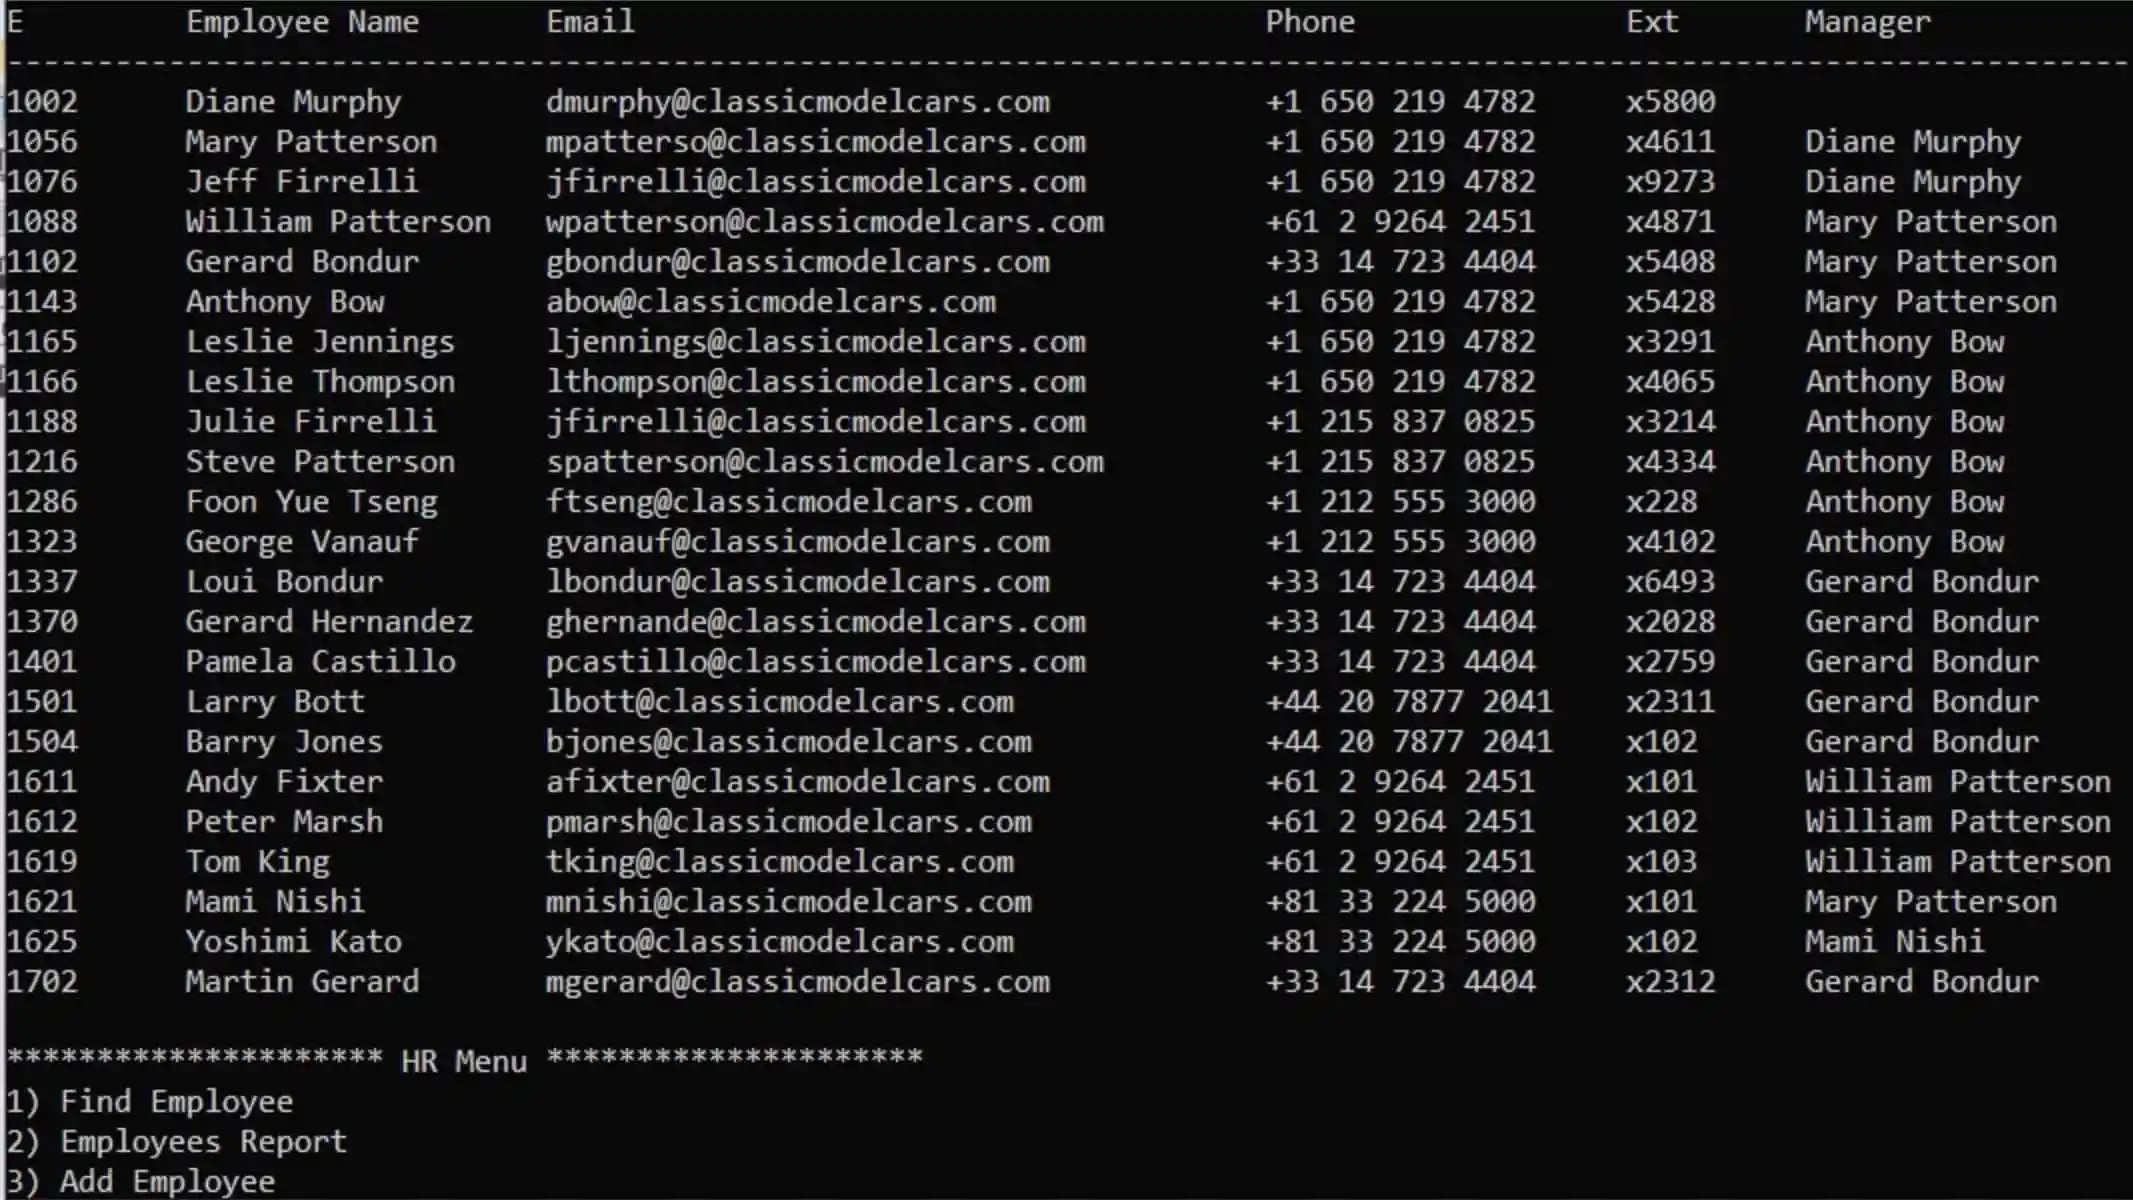 E Employee Name Email Phone Ext Manager
-----------------------------------------------------------------------------------------------------------------------
1002 Diane Murphy dmurphy@classicmodelcars.com +1 650 219 4782 x5800
1056 Mary Patterson mpatterso@classicmodelcars.com +1 650 219 4782 x4611 Diane Murphy
1076 Jeff Firrelli jfirrelli@classicmodelcars.com +1 650 219 4782 x9273 Diane Murphy
1088 William Patterson wpatterson@classicmodelcars.com +61 2 9264 2451 x4871 Mary Patterson
1102 Gerard Bondur gbondur@classicmodelcars.com +33 14 723 4404 x5408 Mary Patterson
1143 Anthony Bow abow@classicmodelcars.com +1 650 219 4782 x5428 Mary Patterson
1165 Leslie Jennings ljennings@classicmodelcars.com +1 650 219 4782 x3291 Anthony Bow
1166 Leslie Thompson lthompson@classicmodelcars.com +1 650 219 4782 x4065 Anthony Bow
1188 Julie Firrelli jfirrelli@classicmodelcars.com +1 215 837 0825 x3214 Anthony Bow
1216 Steve Patterson spatterson@classicmodelcars.com +1 215 837 0825 x4334 Anthony Bow
1286 Foon Yue Tseng ftseng@classicmodelcars.com +1 212 555 3000 x228 Anthony Bow
1323 George Vanauf gvanauf@classicmodelcars.com +1 212 555 3000 x4102 Anthony Bow
1337 Loui Bondur lbondur@classicmodelcars.com +33 14 723 4404 x6493 Gerard Bondur
1370 Gerard Hernandez ghernande@classicmodelcars.com +33 14 723 4404 x2028 Gerard Bondur
1401 Pamela Castillo pcastillo@classicmodelcars.com +33 14 723 4404 x2759 Gerard Bondur
1501 Larry Bott lbott@classicmodelcars.com +44 20 7877 2041 x2311 Gerard Bondur
1504 Barry Jones bjones@classicmodelcars.com +44 20 7877 2041 x102 Gerard Bondur
1611 Andy Fixter afixter@classicmodelcars.com +61 2 9264 2451 x101 William Patterson
1612 Peter Marsh pmarsh@classicmodelcars.com +61 2 9264 2451 x102 William Patterson
1619 Tom King tking@classicmodelcars.com +61 2 9264 2451 x103 William Patterson
1621 Mami Nishi mnishi@classicmodelcars.com +81 33 224 5000 x101 Mary Patterson
1625 Yoshimi Kato ykato@classicmodelcars.com +81 33 224 5000 x102 Mami Nishi
1702 Martin Gerard mgerard@classicmodelcars.com +33 14 723 4404 x2312 Gerard Bondur
********************* HR Menu *********************
1) Find Employee
2) Employees Report
3) Add Employee